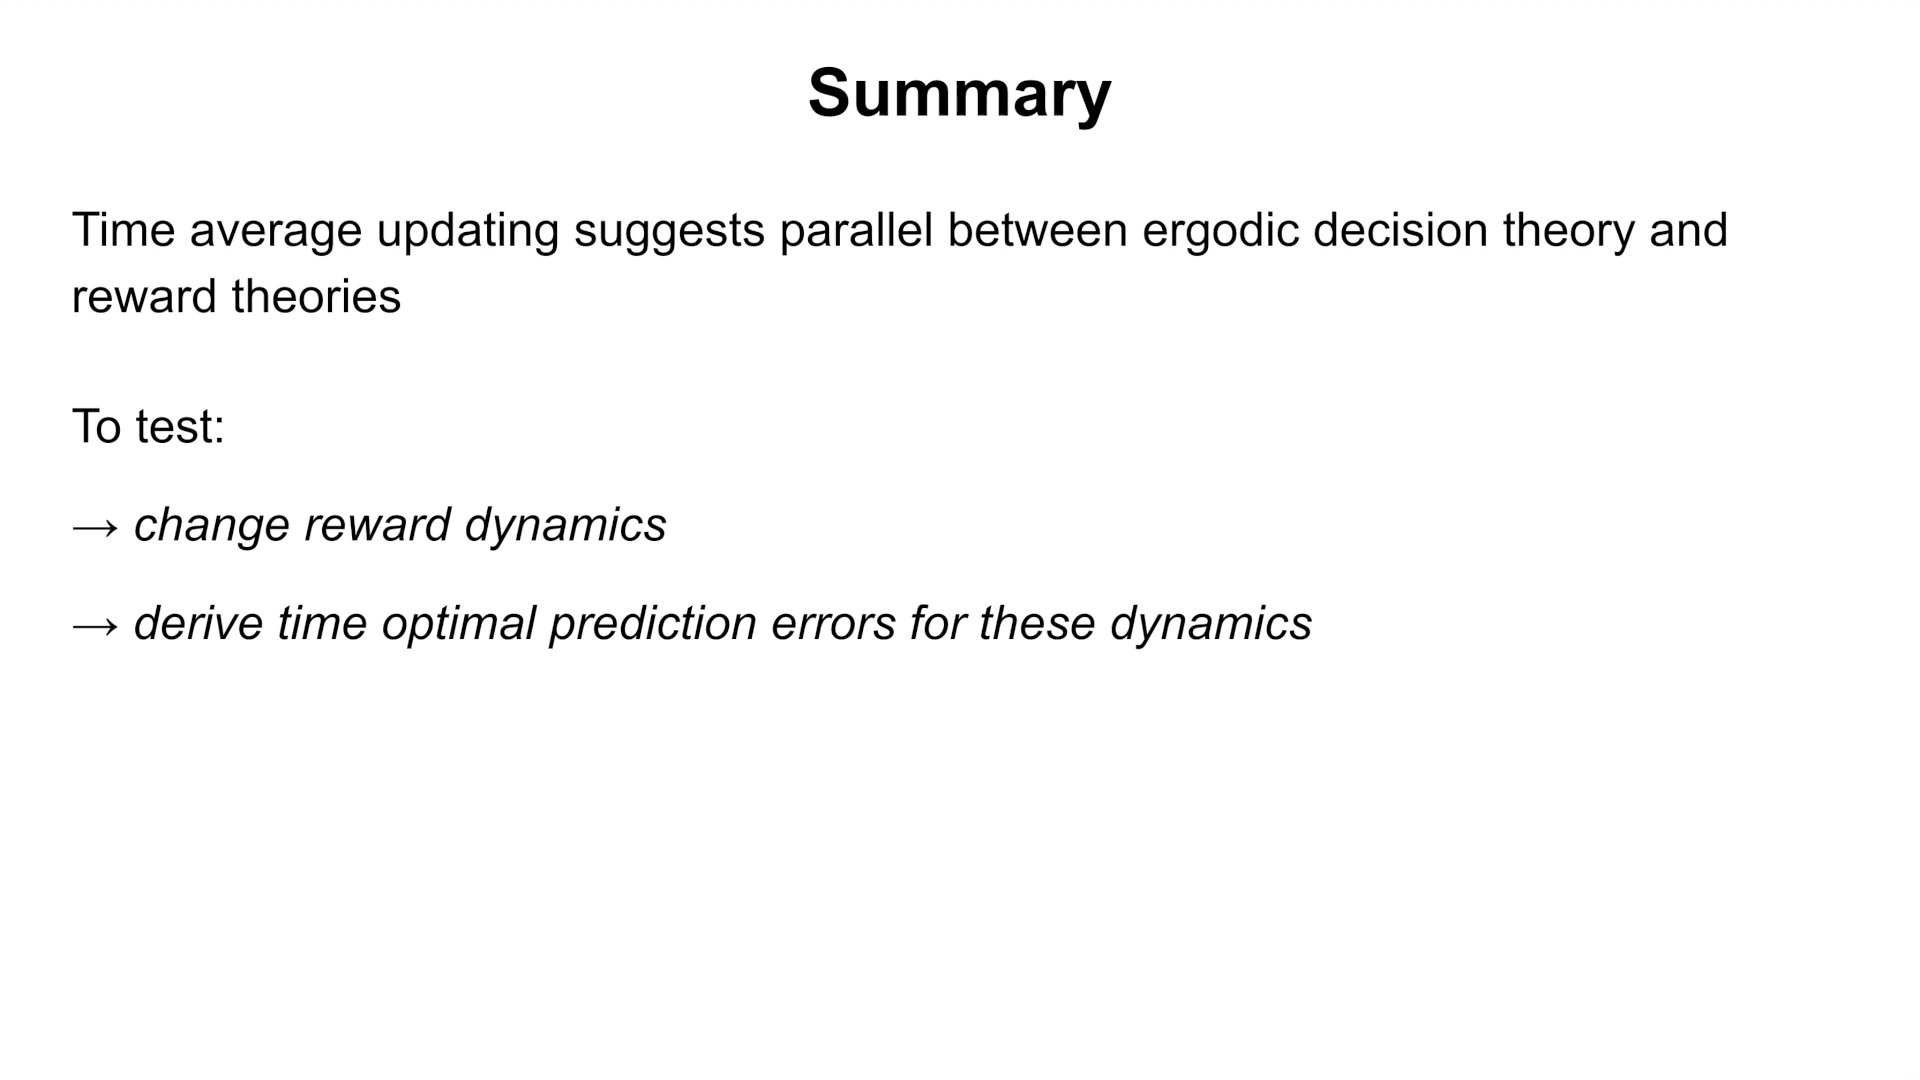 Summary
Time average updating suggests parallel between ergodic decision theory and
reward theories
To test:
→ change reward dynamics
→ derive time optimal prediction errors for these dynamics